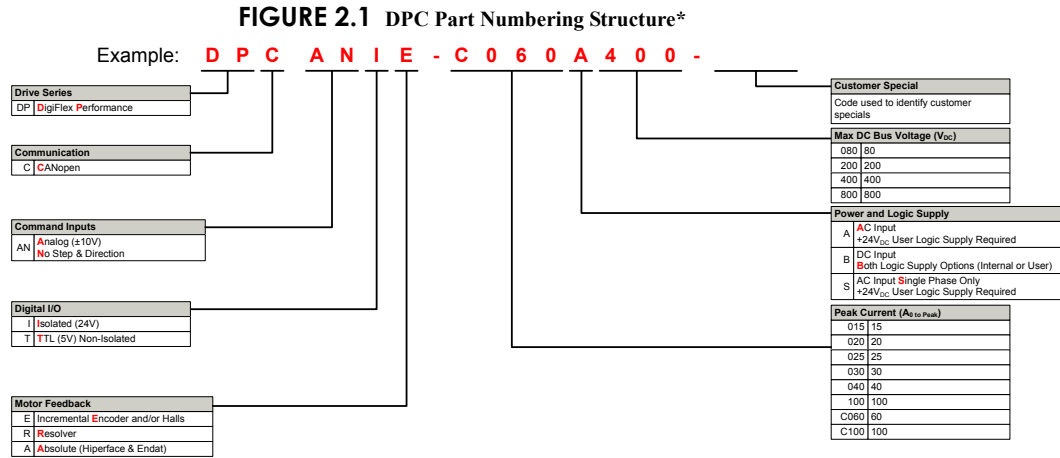 FIGURE 2.1 DPC Part Numbering Structure*
Example: D P C A N I E - C 0 6 0 A 4 0 0 -
Drive Series
DP DigiFlex Performance
Communication
C CANopen
Command Inputs
AN Analog (±10V)
No Step & Direction
Digital I/O
I Isolated (24V)
T TTL (5V) Non-Isolated
Motor Feedback
E Incremental Encoder and/or Halls
R Resolver
A Absolute (Hiperface & Endat)
Customer Special
Code used to identify customer
specials
Max DC Bus Voltage (VDC)
080 80
200 200
400 400
800 800
Power and Logic Supply
A AC Input
+24VDC User Logic Supply Required
B DC Input
Both Logic Supply Options (Internal or User)
S AC Input Single Phase Only
+24VDC User Logic Supply Required
Peak Current (A0 to Peak)
015 15
020 20
025 25
030 30
040 40
100 100
C060 60
C100 100